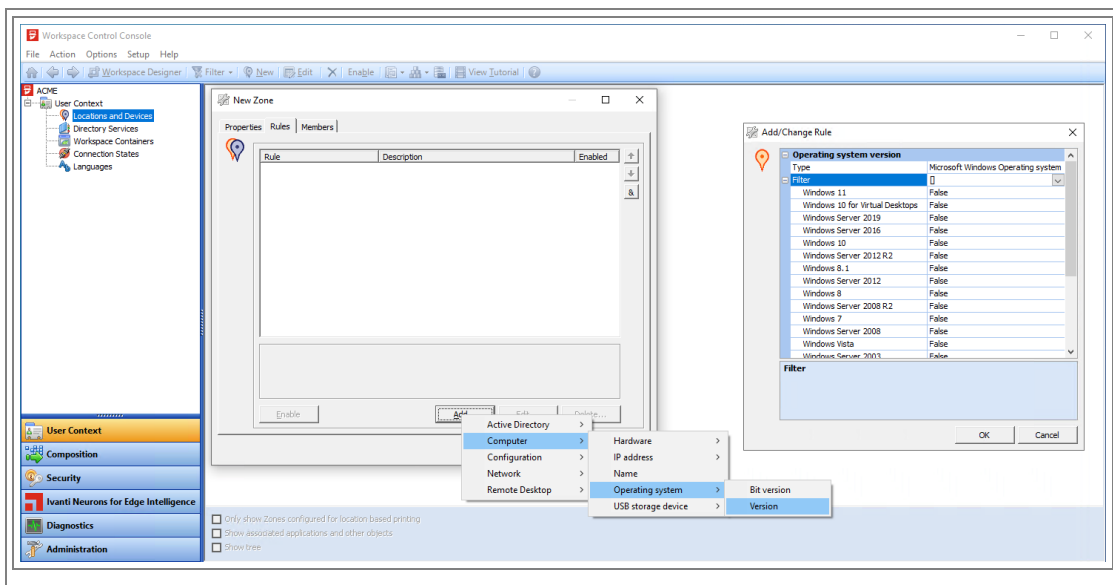 Workspace Control Console
File Action Options Setup Help
Workspace Designer Filter New Edit Enable View Tutorial
ACME
User Context
Locations and Devices
Directory Services
Workspace Containers
Connection States
Languages
New Zone
Properties Rules Members
Rule Description Enabled
&
Enable Add Edit Delete...
Active Directory
Computer
Configuration
Network
Remote Desktop
Hardware
IP address
Name
Operating system
USB storage device
Bit version
Version
Add/Change Rule
Operating system version
Type Microsoft Windows Operating system
Filter []
Windows 11 False
Windows 10 for Virtual Desktops False
Windows Server 2019 False
Windows Server 2016 False
Windows 10 False
Windows Server 2012 R2 False
Windows 8.1 False
Windows Server 2012 False
Windows 8 False
Windows Server 2008 R2 False
Windows 7 False
Windows Server 2008 False
Windows Vista False
Windows Server 2003 False
Filter
OK Cancel
User Context
Composition
Security
Ivanti Neurons for Edge Intelligence
Diagnostics
Administration
Only show Zones configured for location based printing
Show associated applications and other objects
Show tree